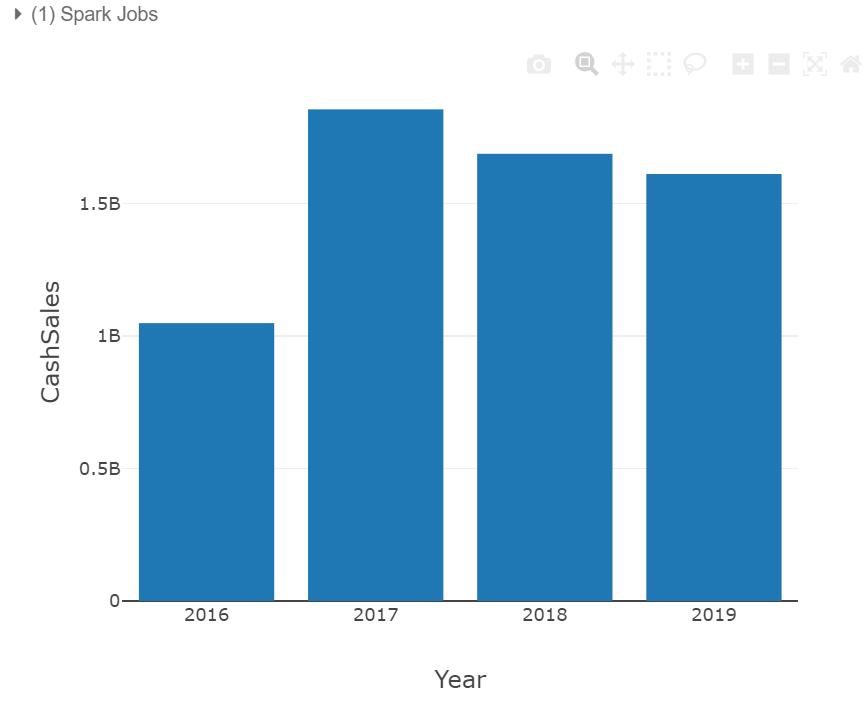 (1) Spark Jobs
1.5B
1B
0.5B
0
CashSales
2016 2017 2018 2019
Year